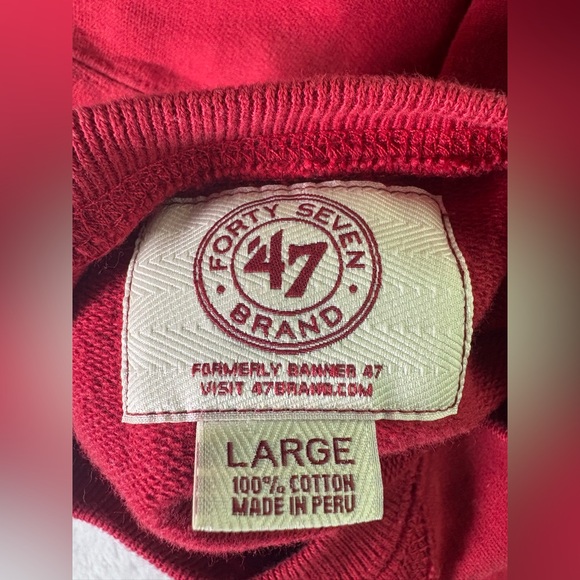 FORTY SEVEN
'47
BRAND
FORMERLY BANNER 47
VISIT 47BRAND.COM
LARGE
100% COTTON
MADE IN PERU